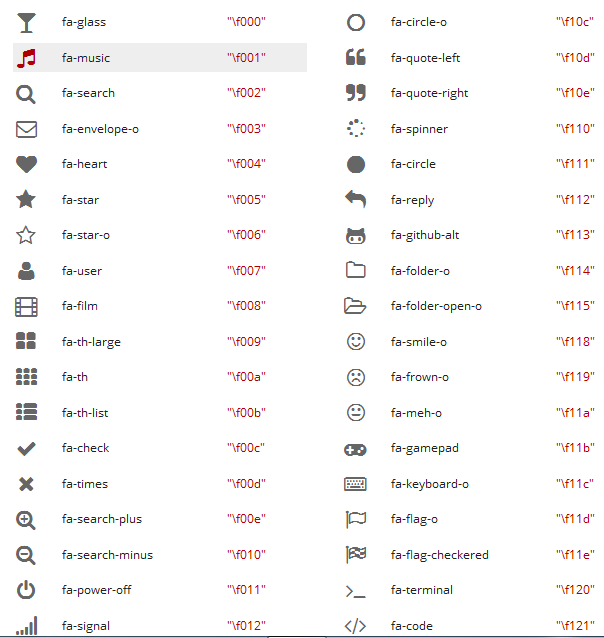 fa-glass "\f000" fa-circle-o "\f10c"
fa-music "\f001" fa-quote-left "\f10d"
fa-search "\f002" fa-quote-right "\f10e"
fa-envelope-o "\f003" fa-spinner "\f110"
fa-heart "\f004" fa-circle "\f111"
fa-star "\f005" fa-reply "\f112"
fa-star-o "\f006" fa-github-alt "\f113"
fa-user "\f007" fa-folder-o "\f114"
fa-film "\f008" fa-folder-open-o "\f115"
fa-th-large "\f009" fa-smile-o "\f118"
fa-th "\f00a" fa-frown-o "\f119"
fa-th-list "\f00b" fa-meh-o "\f11a"
fa-check "\f00c" fa-gamepad "\f11b"
fa-times "\f00d" fa-keyboard-o "\f11c"
fa-search-plus "\f00e" fa-flag-o "\f11d"
fa-search-minus "\f010" fa-flag-checkered "\f11e"
fa-power-off "\f011" fa-terminal "\f120"
fa-signal "\f012" fa-code "\f121"